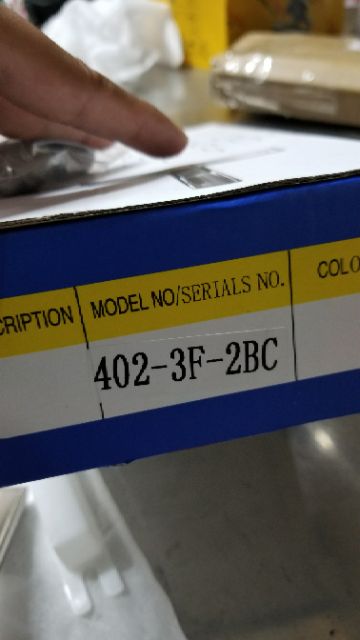 CRIPTION MODEL NO/SERIALS NO. COLO
402-3F-2BC